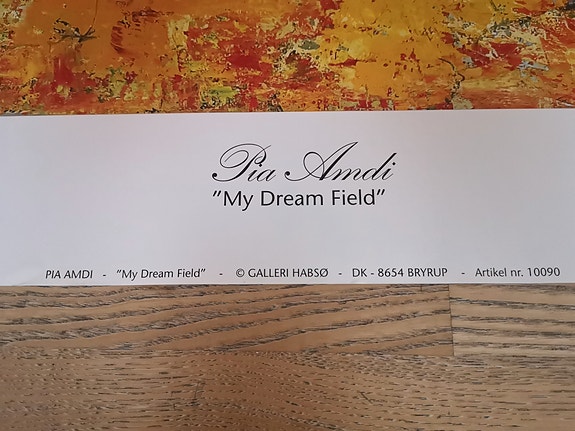 Pia Amdi
"My Dream Field"
PIA AMDI - "My Dream Field" - © GALLERI HABSØ - DK - 8654 BRYRUP - Artikel nr. 10090